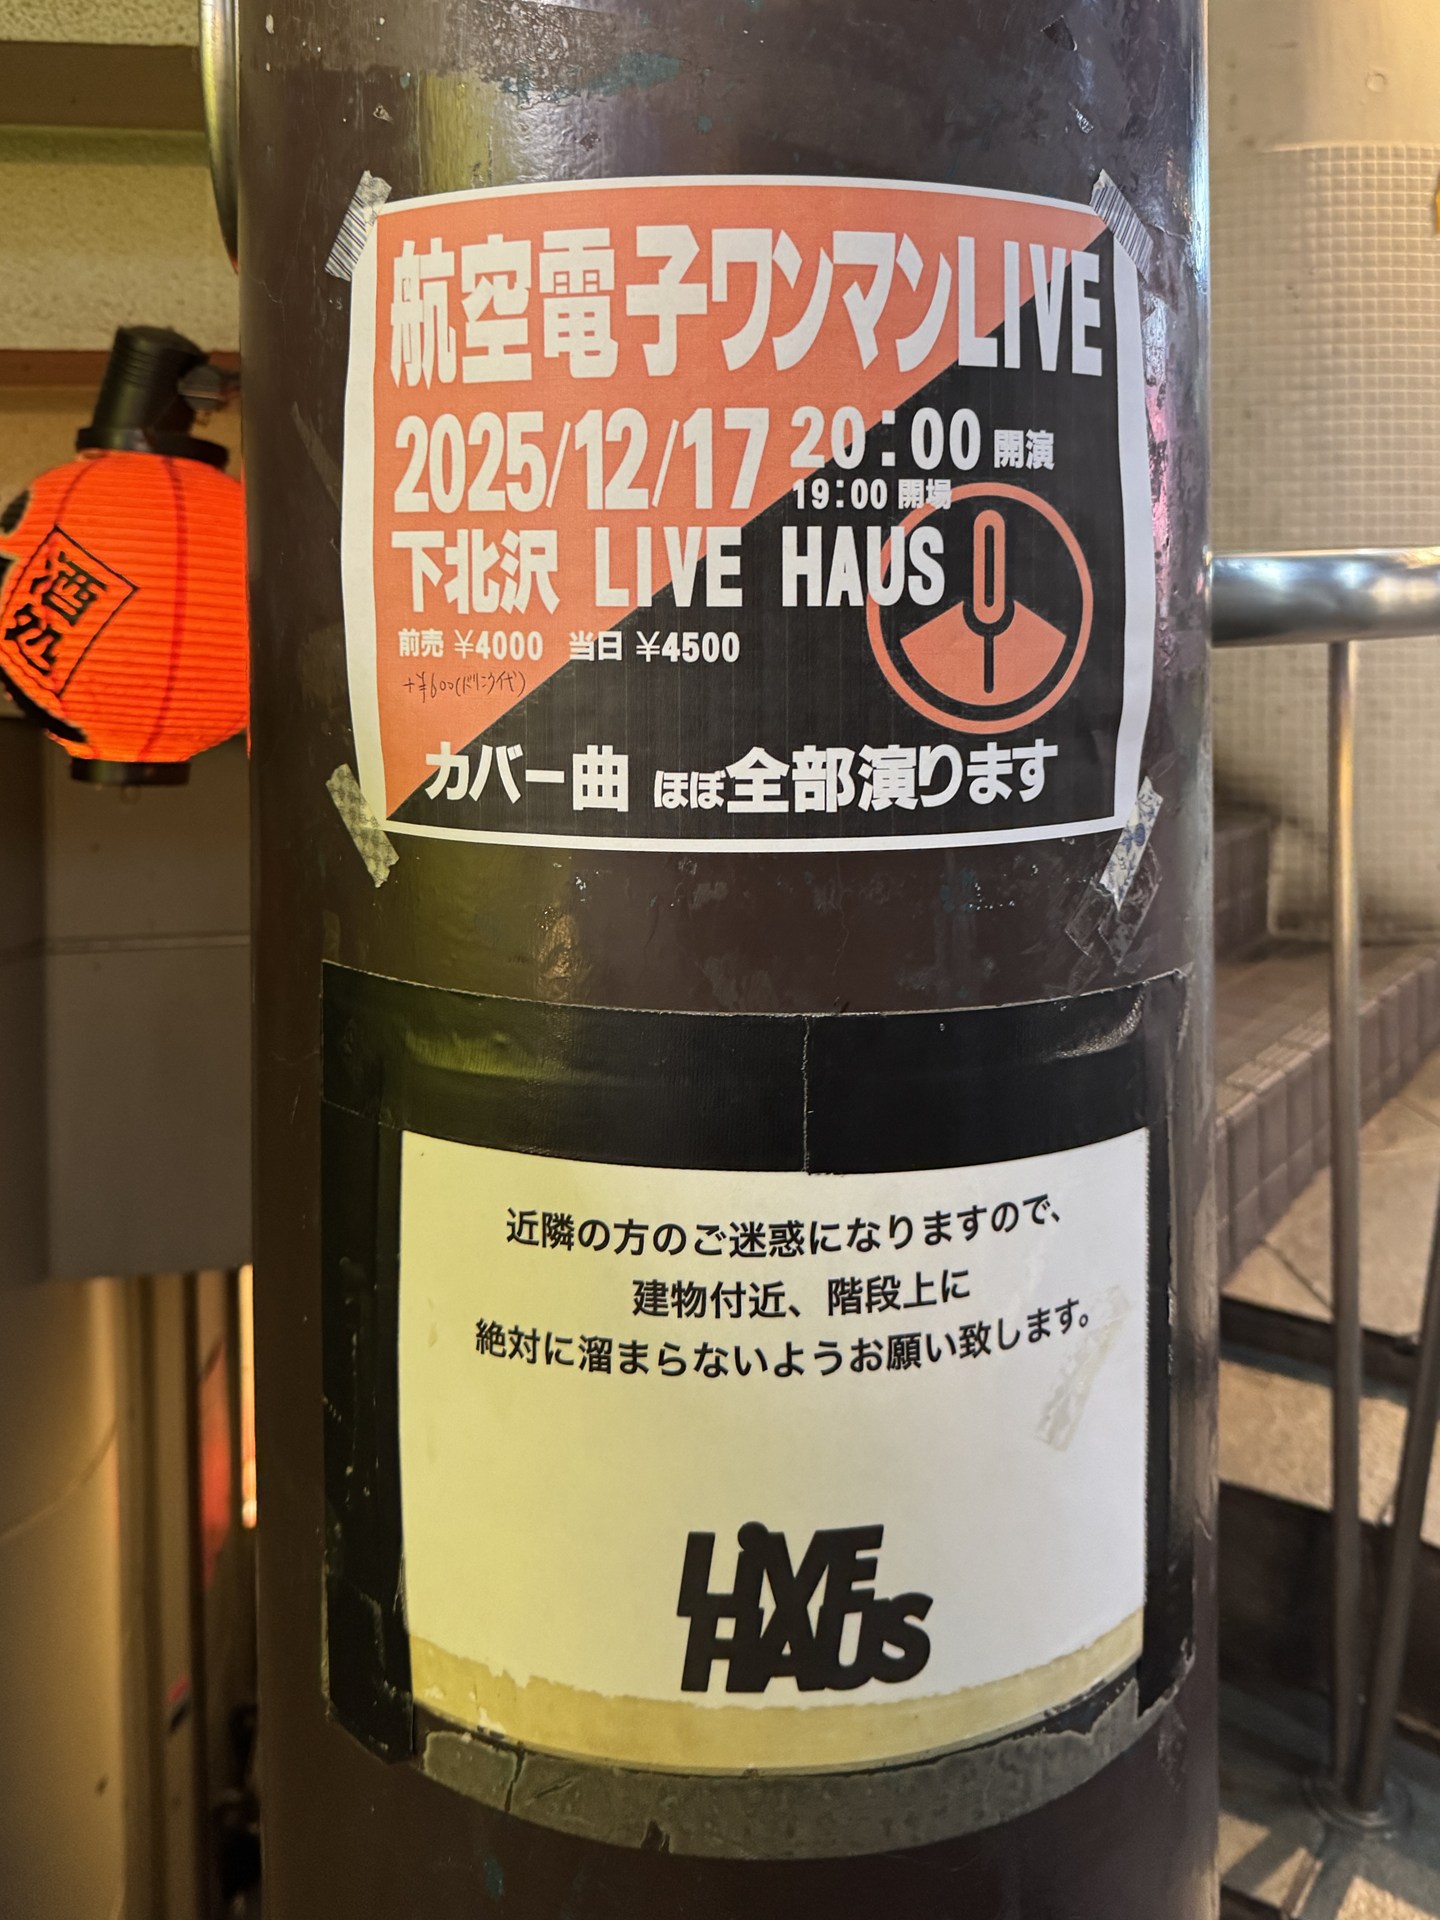 航空電子ワンマンLIVE
2025/12/17 20:00 開演
19:00 開場
下北沢 LIVE HAUS
前売 ¥4000 当日 ¥4500
+¥600(ドリンク代)
カバー曲 ほぼ全部演ります
酒処
近隣の方のご迷惑になりますので、
建物付近、階段上に
絶対に溜まらないようお願い致します。
LiVE
HAUS